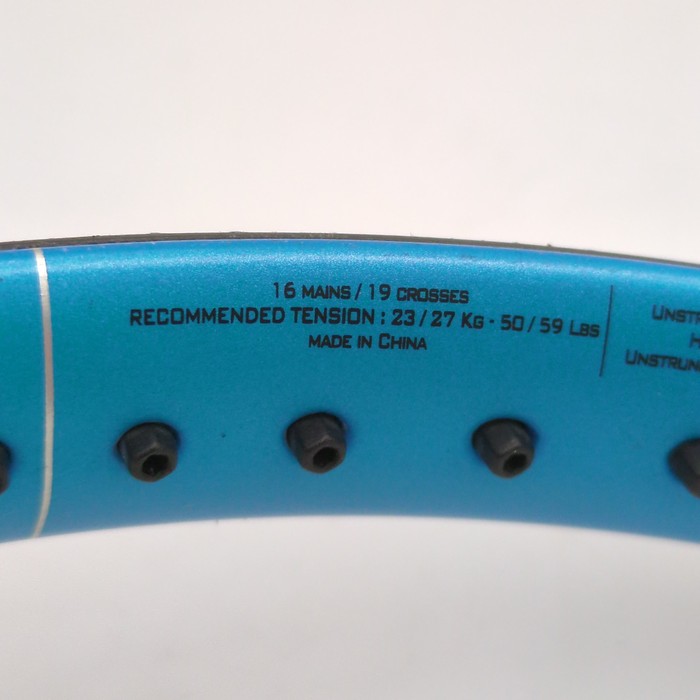 16 MAINS / 19 CROSSES
RECOMMENDED TENSION : 23 / 27 KG - 50 / 59 LBS
MADE IN CHINA